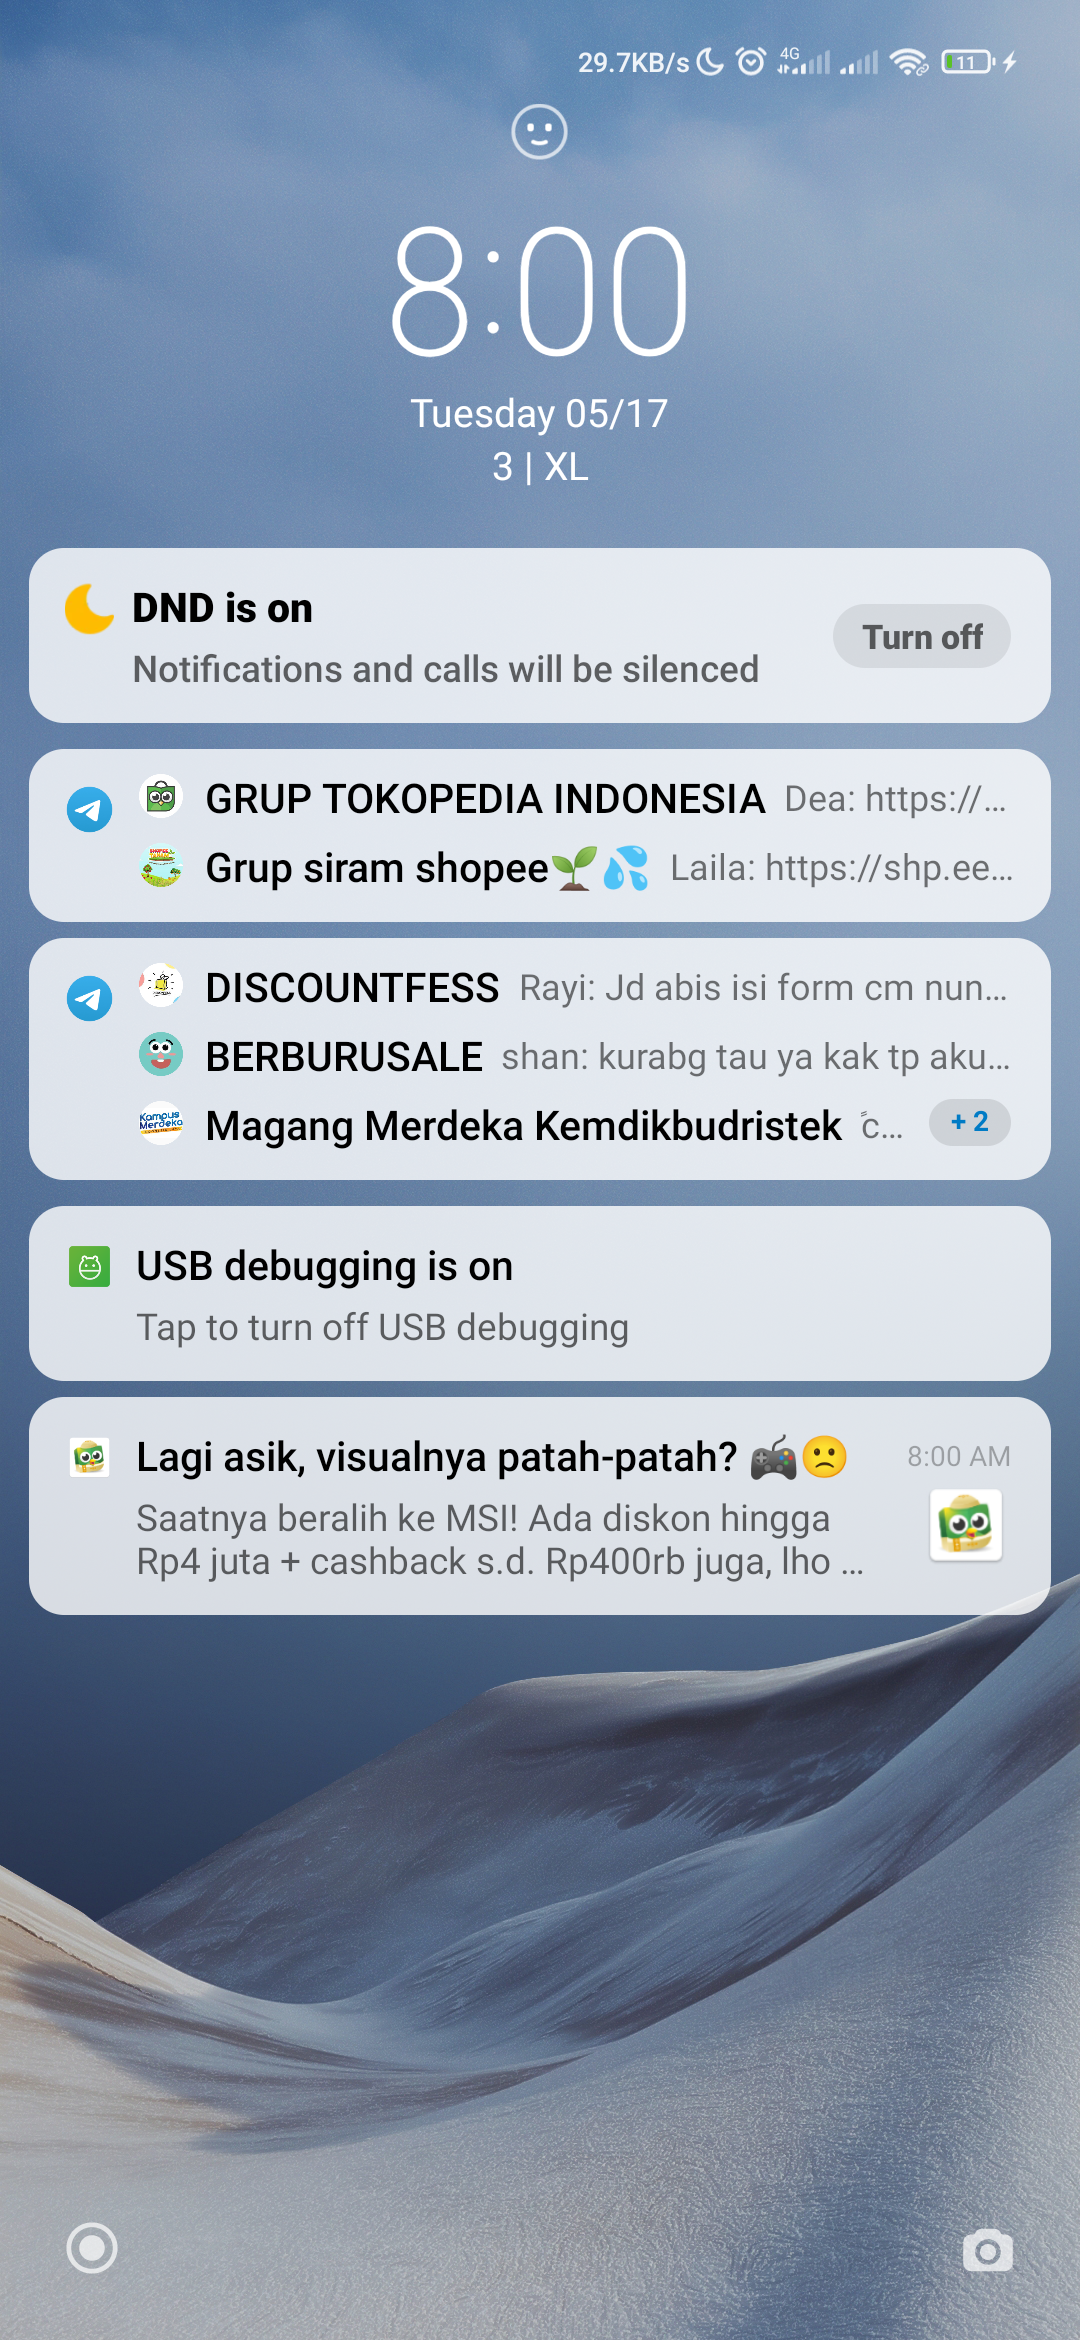 29.7KB/s 4G 11
8:00
Tuesday 05/17
3 | XL
DND is on
Notifications and calls will be silenced
Turn off
GRUP TOKOPEDIA INDONESIA Dea: https://...
Grup siram shopee🌱💦 Laila: https://shp.ee...
DISCOUNTFESS Rayi: Jd abis isi form cm nun...
BERBURUSALE shan: kurabg tau ya kak tp aku...
Kampus Merdeka
Magang Merdeka Kemdikbudristek c... + 2
USB debugging is on
Tap to turn off USB debugging
Lagi asik, visualnya patah-patah? 🎮🙁 8:00 AM
Saatnya beralih ke MSI! Ada diskon hingga
Rp4 juta + cashback s.d. Rp400rb juga, lho ...